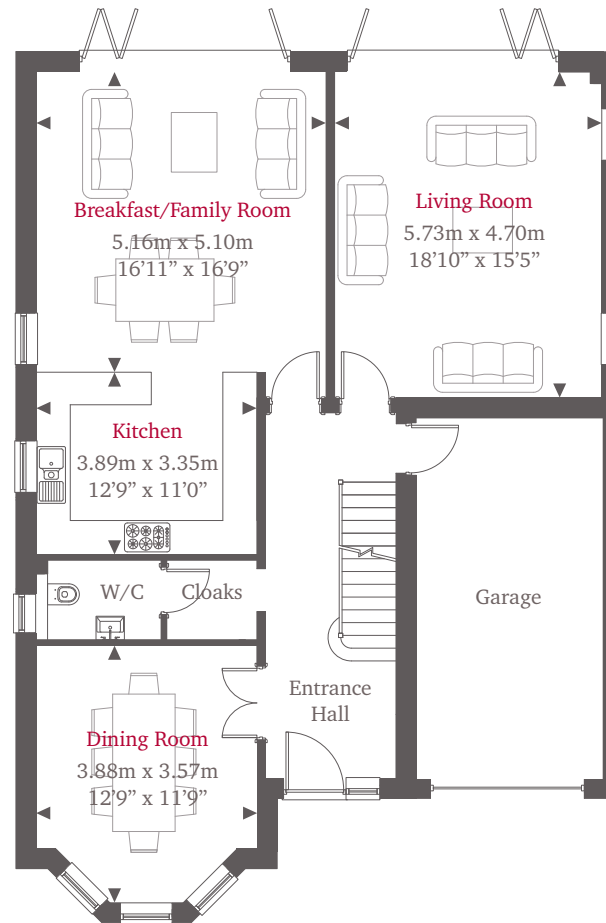 Breakfast/Family Room
5.16m x 5.10m
16’11” x 16’9”
Living Room
5.73m x 4.70m
18’10” x 15’5”
Kitchen
3.89m x 3.35m
12’9” x 11’0”
W/C
Cloaks
Garage
Entrance
Hall
Dining Room
3.88m x 3.57m
12’9” x 11’9”